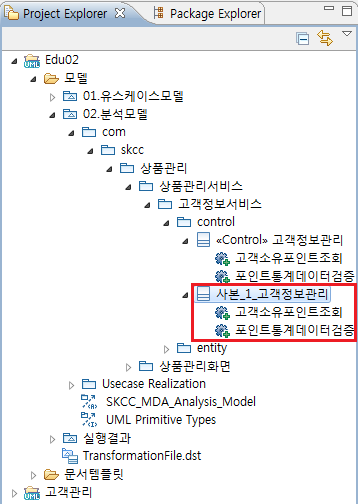 Project Explorer Package Explorer
Edu02
모델
01.유스케이스모델
02.분석모델
com
skcc
상품관리
상품관리서비스
고객정보서비스
control
«Control» 고객정보관리
고객소유포인트조회
포인트통계데이터검증
사본_1_고객정보관리
고객소유포인트조회
포인트통계데이터검증
entity
상품관리화면
Usecase Realization
SKCC_MDA_Analysis_Model
UML Primitive Types
실행결과
TransformationFile.dst
문서템플릿
고객관리